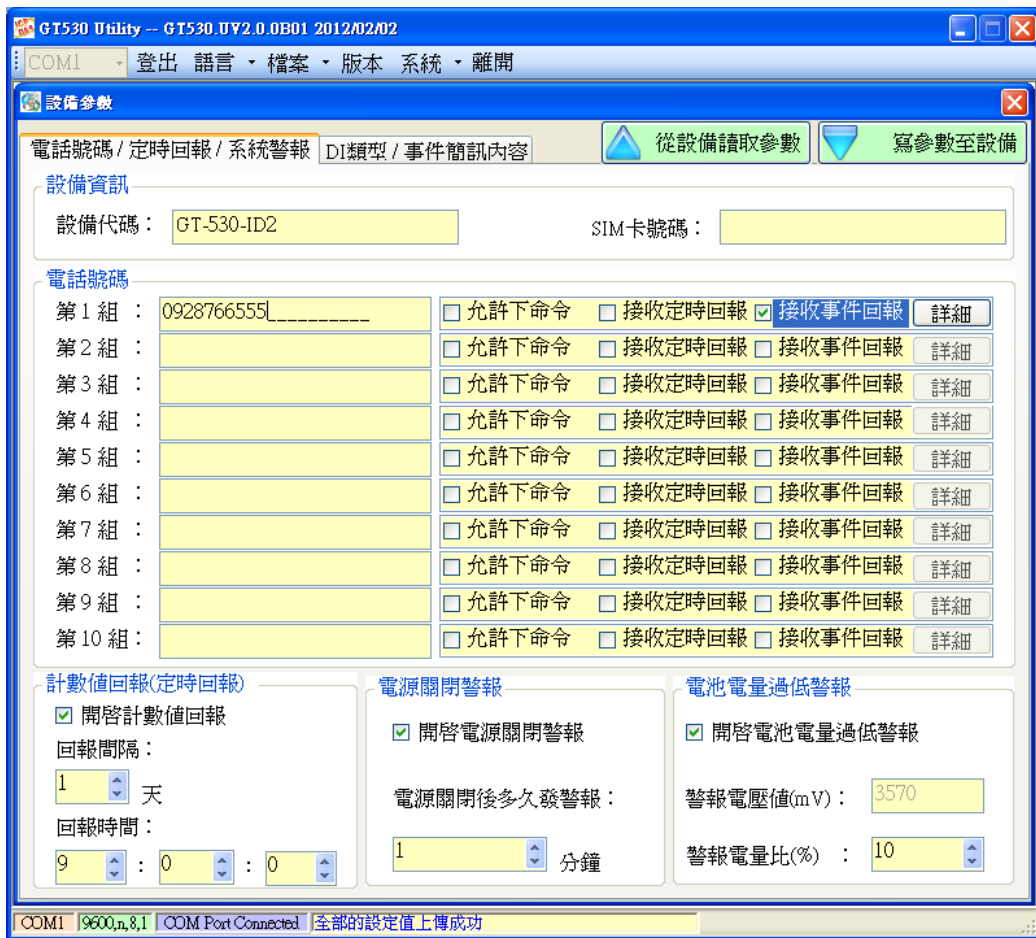 GT530 Utility -- GT530.UV2.0.0B01 2012/02/02
COM1 登出 語言 檔案 版本 系統 離開
設備參數
電話號碼 / 定時回報 / 系統警報 DI類型 / 事件簡訊內容 從設備讀取參數 寫參數至設備
設備資訊
設備代碼： GT-530-ID2 SIM卡號碼：
電話號碼
第 1 組 ： 0928766555__________ 允許下命令 接收定時回報 接收事件回報 詳細
第 2 組 ： 允許下命令 接收定時回報 接收事件回報 詳細
第 3 組 ： 允許下命令 接收定時回報 接收事件回報 詳細
第 4 組 ： 允許下命令 接收定時回報 接收事件回報 詳細
第 5 組 ： 允許下命令 接收定時回報 接收事件回報 詳細
第 6 組 ： 允許下命令 接收定時回報 接收事件回報 詳細
第 7 組 ： 允許下命令 接收定時回報 接收事件回報 詳細
第 8 組 ： 允許下命令 接收定時回報 接收事件回報 詳細
第 9 組 ： 允許下命令 接收定時回報 接收事件回報 詳細
第 10 組： 允許下命令 接收定時回報 接收事件回報 詳細
計數值回報(定時回報)
開啓計數值回報
回報間隔：
1 天
回報時間：
9 : 0 : 0
電源關閉警報
開啓電源關閉警報
電源關閉後多久發警報：
1 分鐘
電池電量過低警報
開啓電池電量過低警報
警報電壓值(mV)： 3570
警報電量比(%) ： 10
COM1 9600,n,8,1 COM Port Connected 全部的設定值上傳成功